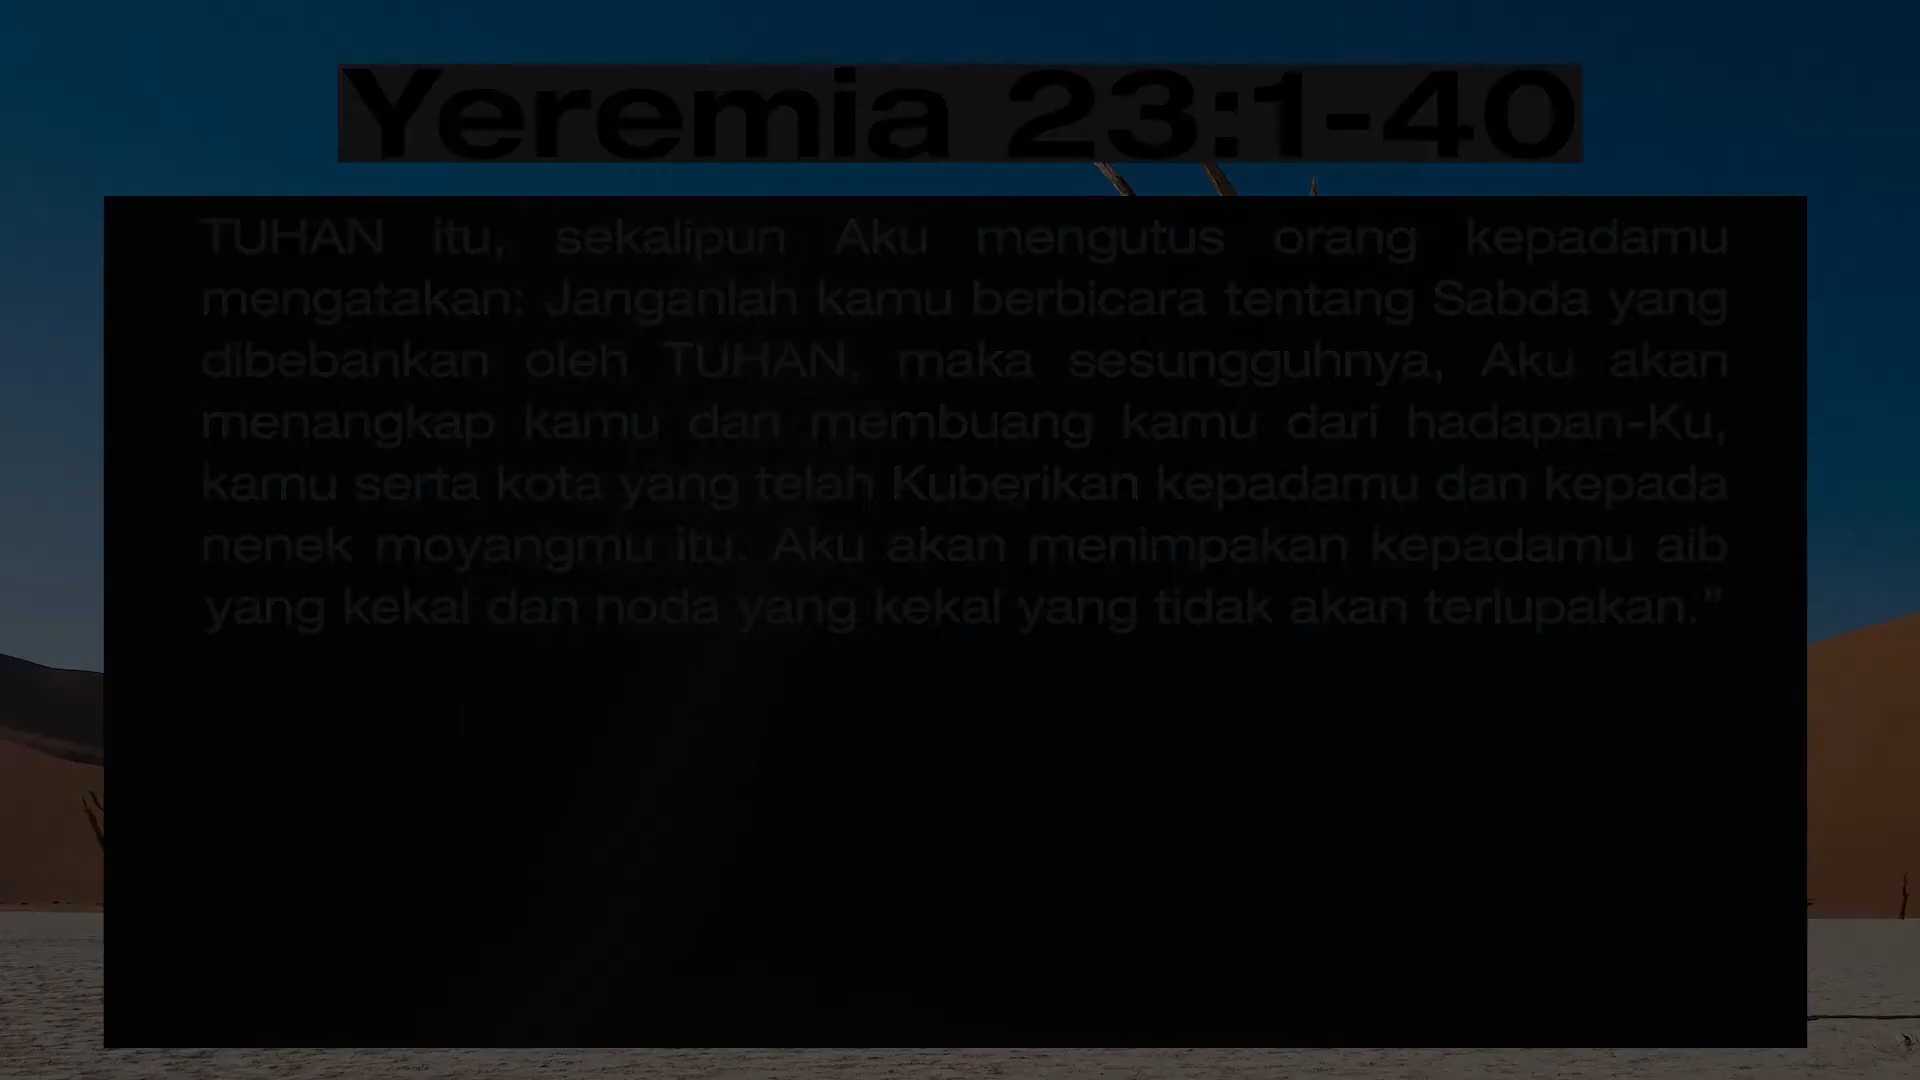 Yeremia 23:1-40
TUHAN itu, sekalipun Aku mengutus orang kepadamu
mengatakan: Janganlah kamu berbicara tentang Sabda yang
dibebankan oleh TUHAN, maka sesungguhnya, Aku akan
menangkap kamu dan membuang kamu dari hadapan-Ku,
kamu serta kota yang telah Kuberikan kepadamu dan kepada
nenek moyangmu itu. Aku akan menimpakan kepadamu aib
yang kekal dan noda yang kekal yang tidak akan terlupakan.”